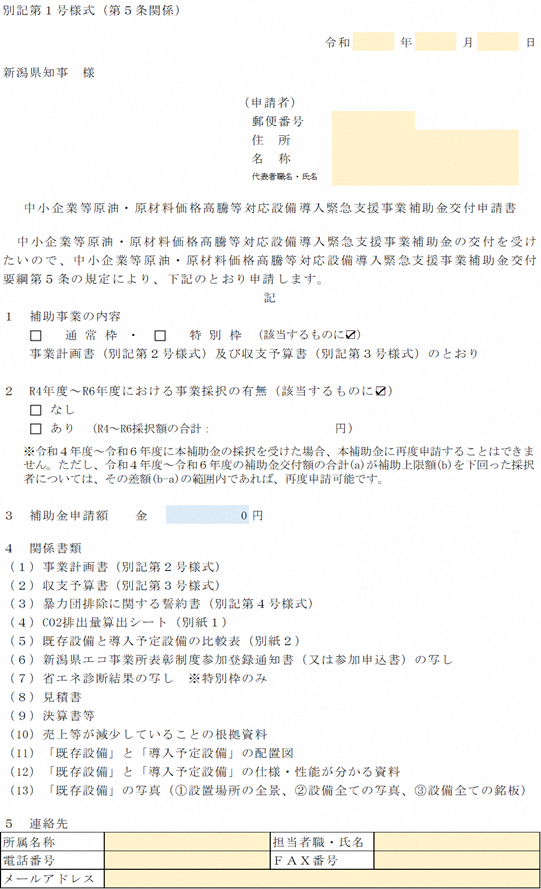 別記第１号様式（第５条関係）
令和　年　月　日
新潟県知事　様
（申請者）
郵便番号
住　所
名　称
代表者職名・氏名
中小企業等原油・原材料価格高騰等対応設備導入緊急支援事業補助金交付申請書
中小企業等原油・原材料価格高騰等対応設備導入緊急支援事業補助金の交付を受け
たいので、中小企業等原油・原材料価格高騰等対応設備導入緊急支援事業補助金交付
要綱第５条の規定により、下記のとおり申請します。
記
１　補助事業の内容
□　通常枠・□　特別枠（該当するものに☑）
事業計画書（別記第２号様式）及び収支予算書（別記第３号様式）のとおり
２　R4年度～R6年度における事業採択の有無（該当するものに☑）
□ なし
□ あり（R4～R6採択額の合計：　円）
※令和４年度～令和６年度に本補助金の採択を受けた場合、本補助金に再度申請することはできま
せん。ただし、令和４年度～令和６年度の補助金交付額の合計(a)が補助上限額(b)を下回った採択
者については、その差額(b-a)の範囲内であれば、再度申請可能です。
３　補助金申請額　金　0 円
４　関係書類
（１）事業計画書（別記第２号様式）
（２）収支予算書（別記第３号様式）
（３）暴力団排除に関する誓約書（別記第４号様式）
（４）CO2排出量算出シート（別紙１）
（５）既存設備と導入予定設備の比較表（別紙２）
（６）新潟県エコ事業所表彰制度参加登録通知書（又は参加申込書）の写し
（７）省エネ診断結果の写し　※特別枠のみ
（８）見積書
（９）決算書等
（10）売上等が減少していることの根拠資料
（11）「既存設備」と「導入予定設備」の配置図
（12）「既存設備」と「導入予定設備」の仕様・性能が分かる資料
（13）「既存設備」の写真（①設置場所の全景、②設備全ての写真、③設備全ての銘板）
５　連絡先
所属名称　担当者職・氏名
電話番号　ＦＡＸ番号
メールアドレス